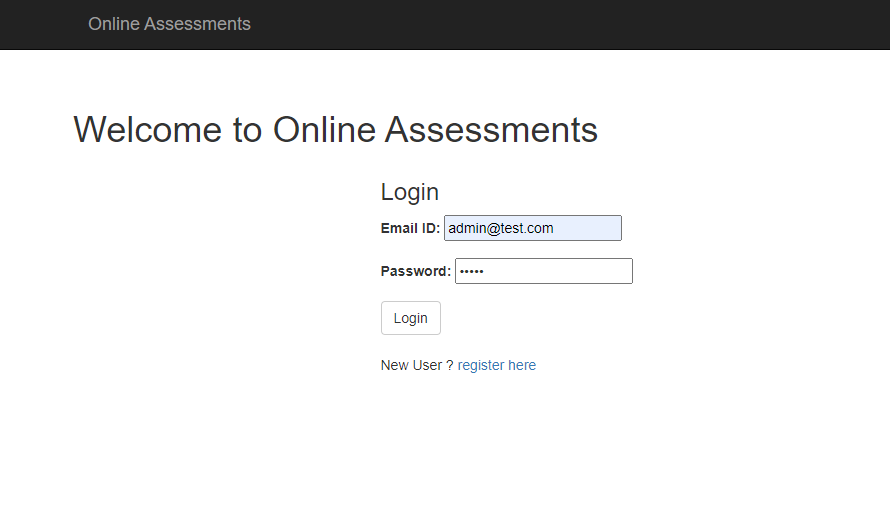 Online Assessments
Welcome to Online Assessments
Login
Email ID: admin@test.com
Password: •••••
Login
New User ? register here